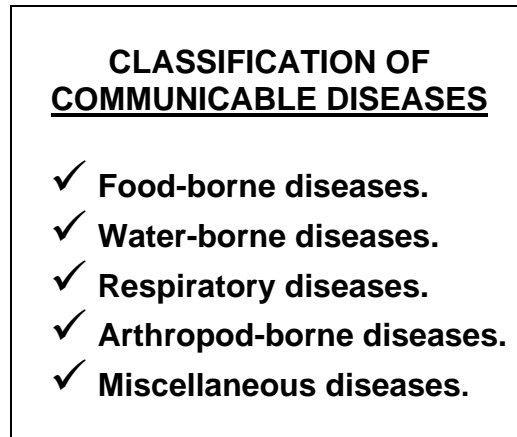 CLASSIFICATION OF
COMMUNICABLE DISEASES
✓ Food-borne diseases.
✓ Water-borne diseases.
✓ Respiratory diseases.
✓ Arthropod-borne diseases.
✓ Miscellaneous diseases.